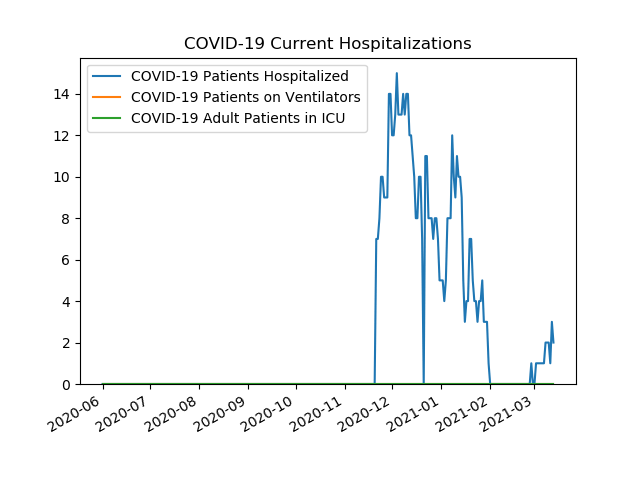 COVID-19 Current Hospitalizations
COVID-19 Patients Hospitalized
COVID-19 Patients on Ventilators
COVID-19 Adult Patients in ICU
14
12
10
8
6
4
2
0
2020-06 2020-07 2020-08 2020-09 2020-10 2020-11 2020-12 2021-01 2021-02 2021-03